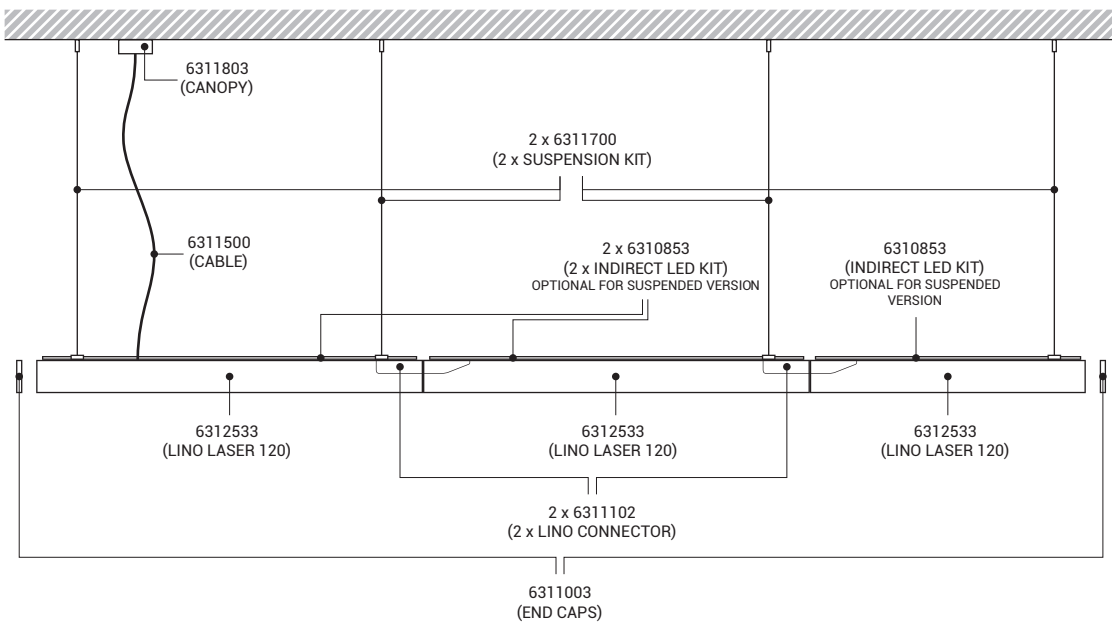 6311803
(CANOPY)
2 x 6311700
(2 x SUSPENSION KIT)
6311500
(CABLE)
2 x 6310853
(2 x INDIRECT LED KIT)
OPTIONAL FOR SUSPENDED VERSION
6310853
(INDIRECT LED KIT)
OPTIONAL FOR SUSPENDED
VERSION
6312533
(LINO LASER 120)
6312533
(LINO LASER 120)
6312533
(LINO LASER 120)
2 x 6311102
(2 x LINO CONNECTOR)
6311003
(END CAPS)